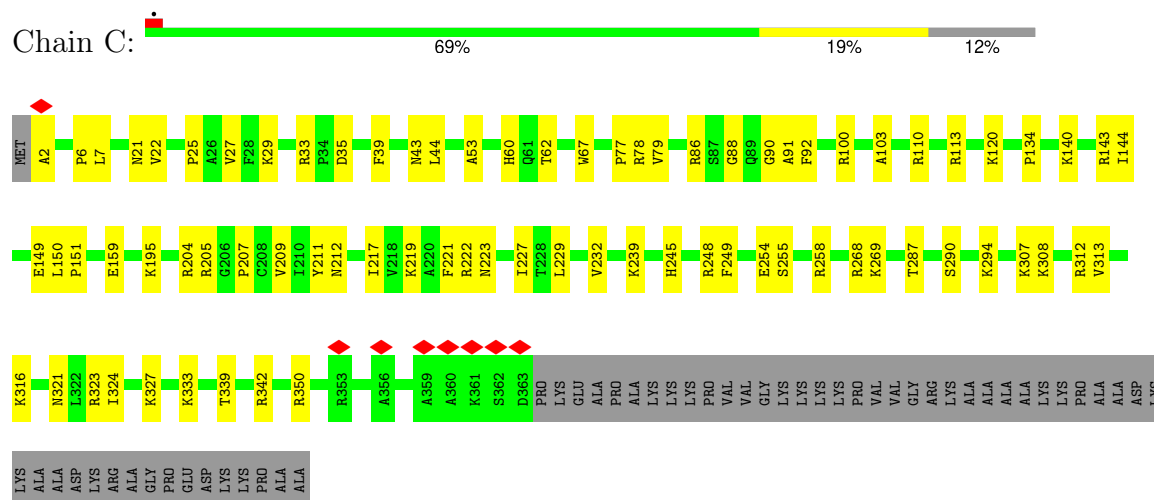 Chain C:
69% 19% 12%
MET A2 P6 L7 N21 V22 P25 A26 V27 F28 K29 R33 P34 D35 F39 N43 L44 A53 H60 Q61 T62 W67 P77 R78 V79 R86 S87 G88 Q89 G90 A91 F92 R100 A103 R110 R113 K120 P134 K140 R143 I144
E149 L150 P151 E159 K195 R204 R205 G206 P207 C208 V209 I210 Y211 N212 I217 V218 K219 A220 F221 R222 N223 I227 T228 L229 V232 K239 H245 R248 F249 E254 S255 R258 R268 K269 T287 S290 K294 K307 K308 R312 V313
K316 N321 L322 R323 I324 K327 K333 T339 R342 R350 R353 A356 A359 A360 K361 S362 D363 PRO LYS GLU ALA PRO ALA LYS LYS LYS PRO VAL VAL GLY LYS LYS LYS LYS PRO VAL VAL GLY ARG LYS ALA ALA ALA ALA LYS LYS PRO ALA ALA ASP LYS
LYS ALA ALA ASP LYS ARG ALA GLY PRO GLU ASP LYS LYS PRO ALA ALA